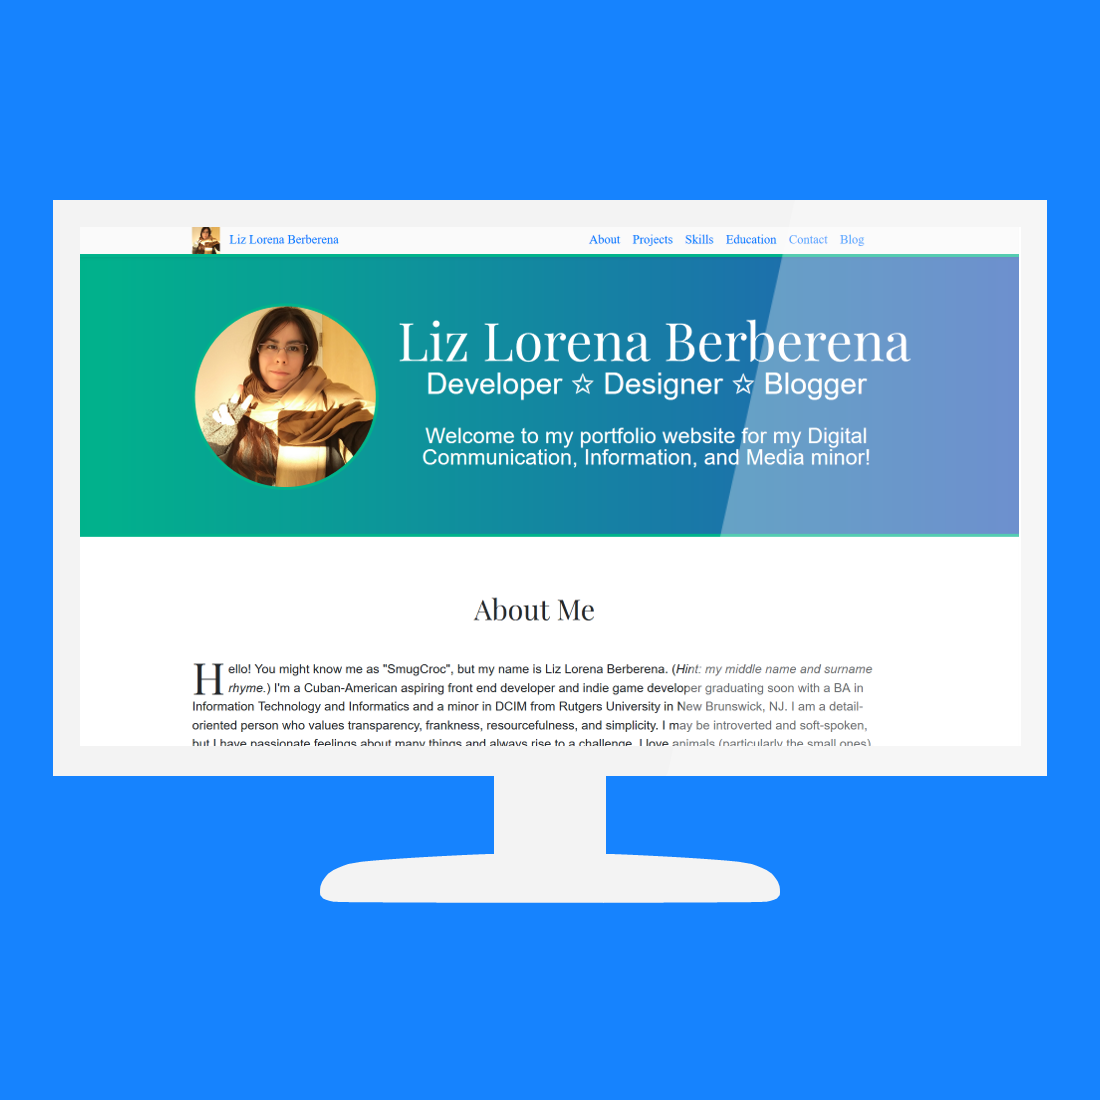 Liz Lorena Berberena About Projects Skills Education Contact Blog
Liz Lorena Berberena
Developer ☆ Designer ☆ Blogger
Welcome to my portfolio website for my Digital
Communication, Information, and Media minor!
About Me
Hello! You might know me as "SmugCroc", but my name is Liz Lorena Berberena. (Hint: my middle name and surname
rhyme.) I'm a Cuban-American aspiring front end developer and indie game developer graduating soon with a BA in
Information Technology and Informatics and a minor in DCIM from Rutgers University in New Brunswick, NJ. I am a detail-
oriented person who values transparency, frankness, resourcefulness, and simplicity. I may be introverted and soft-spoken,
but I have passionate feelings about many things and always rise to a challenge. I love animals (particularly the small ones)